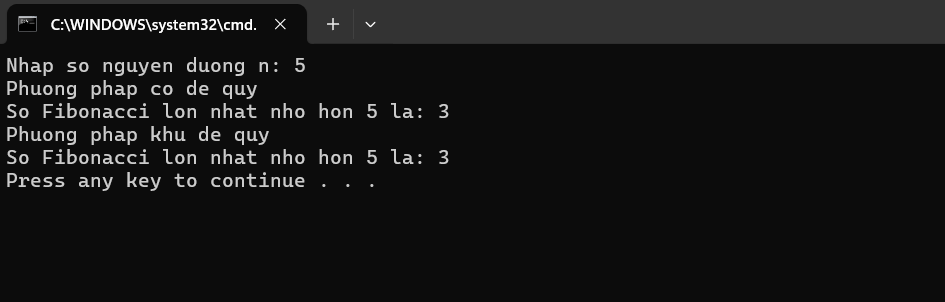 C:\WINDOWS\system32\cmd.
Nhap so nguyen duong n: 5
Phuong phap co de quy
So Fibonacci lon nhat nho hon 5 la: 3
Phuong phap khu de quy
So Fibonacci lon nhat nho hon 5 la: 3
Press any key to continue . . .